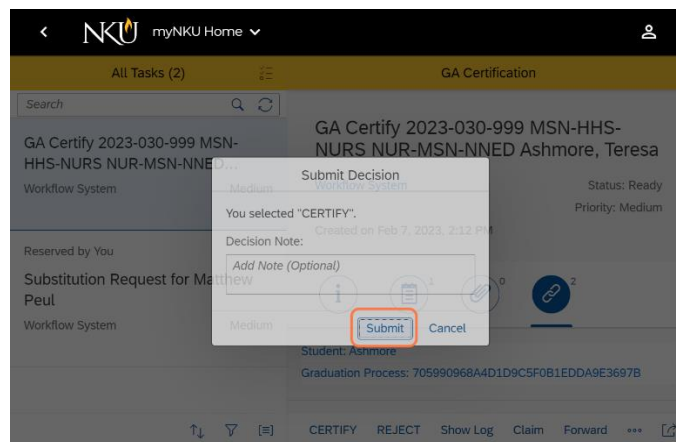 NKU myNKU Home
All Tasks (2)
GA Certification
Search
GA Certify 2023-030-999 MSN-
HHS-NURS NUR-MSN-NNED...
Workflow System Medium
Reserved by You
Substitution Request for Matthew
Peul
Workflow System Medium
GA Certify 2023-030-999 MSN-HHS-
NURS NUR-MSN-NNED Ashmore, Teresa
Workflow System
Status: Ready
Priority: Medium
Created on Feb 7, 2023, 2:12 PM
Submit Decision
You selected "CERTIFY".
Decision Note:
Add Note (Optional)
Submit Cancel
1
0
2
Student: Ashmore
Graduation Process: 705990968A4D1D9C5F0B1EDDA9E3697B
CERTIFY REJECT Show Log Claim Forward